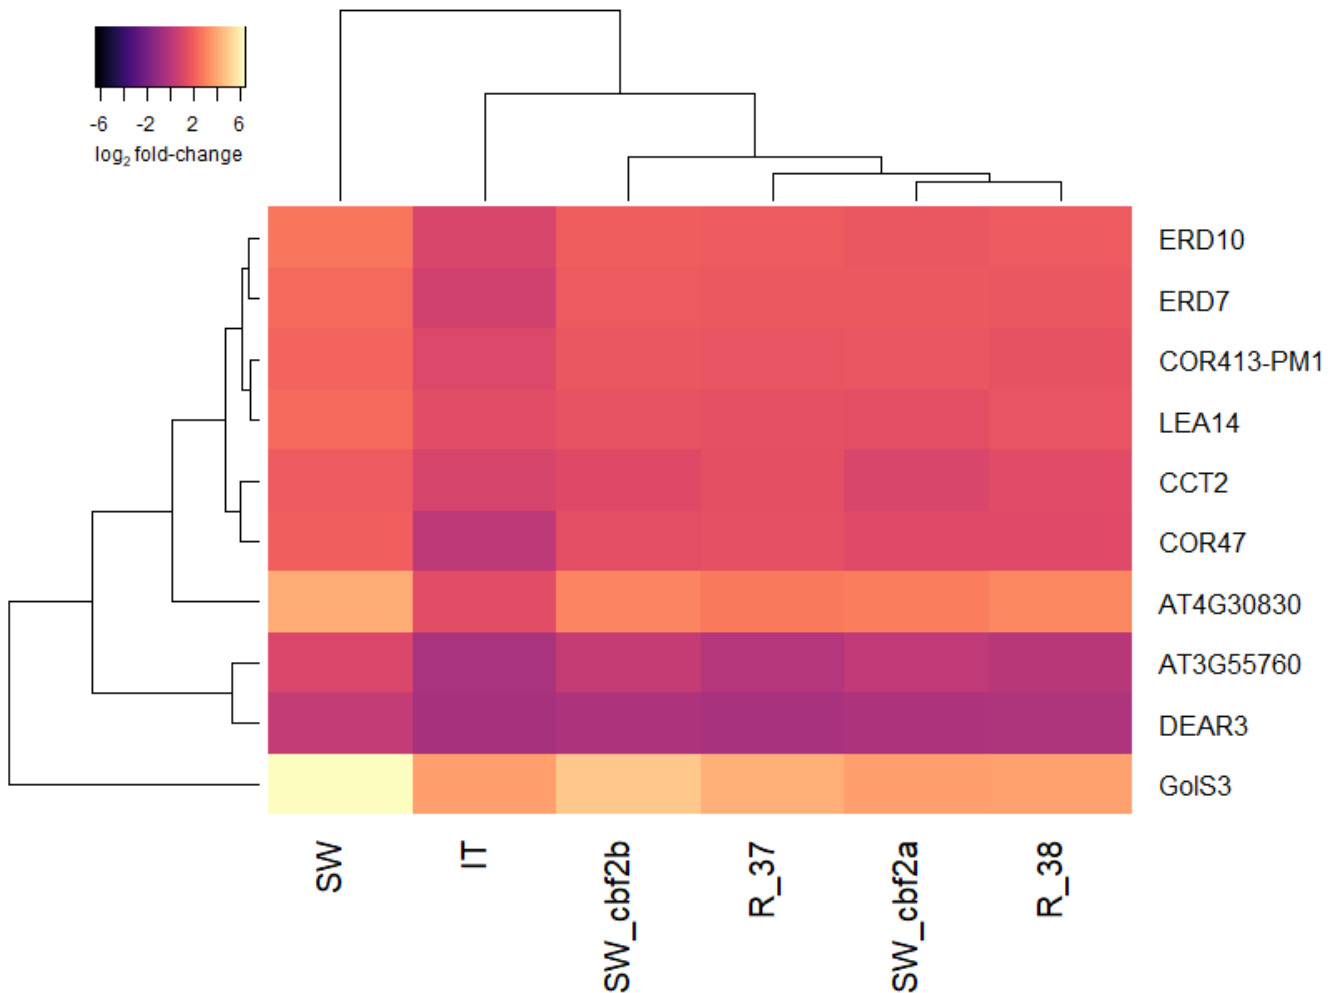 -6 -2 2 6
log₂ fold-change
ERD10
ERD7
COR413-PM1
LEA14
CCT2
COR47
AT4G30830
AT3G55760
DEAR3
GolS3
SW
IT
SW_cbf2b
R_37
SW_cbf2a
R_38